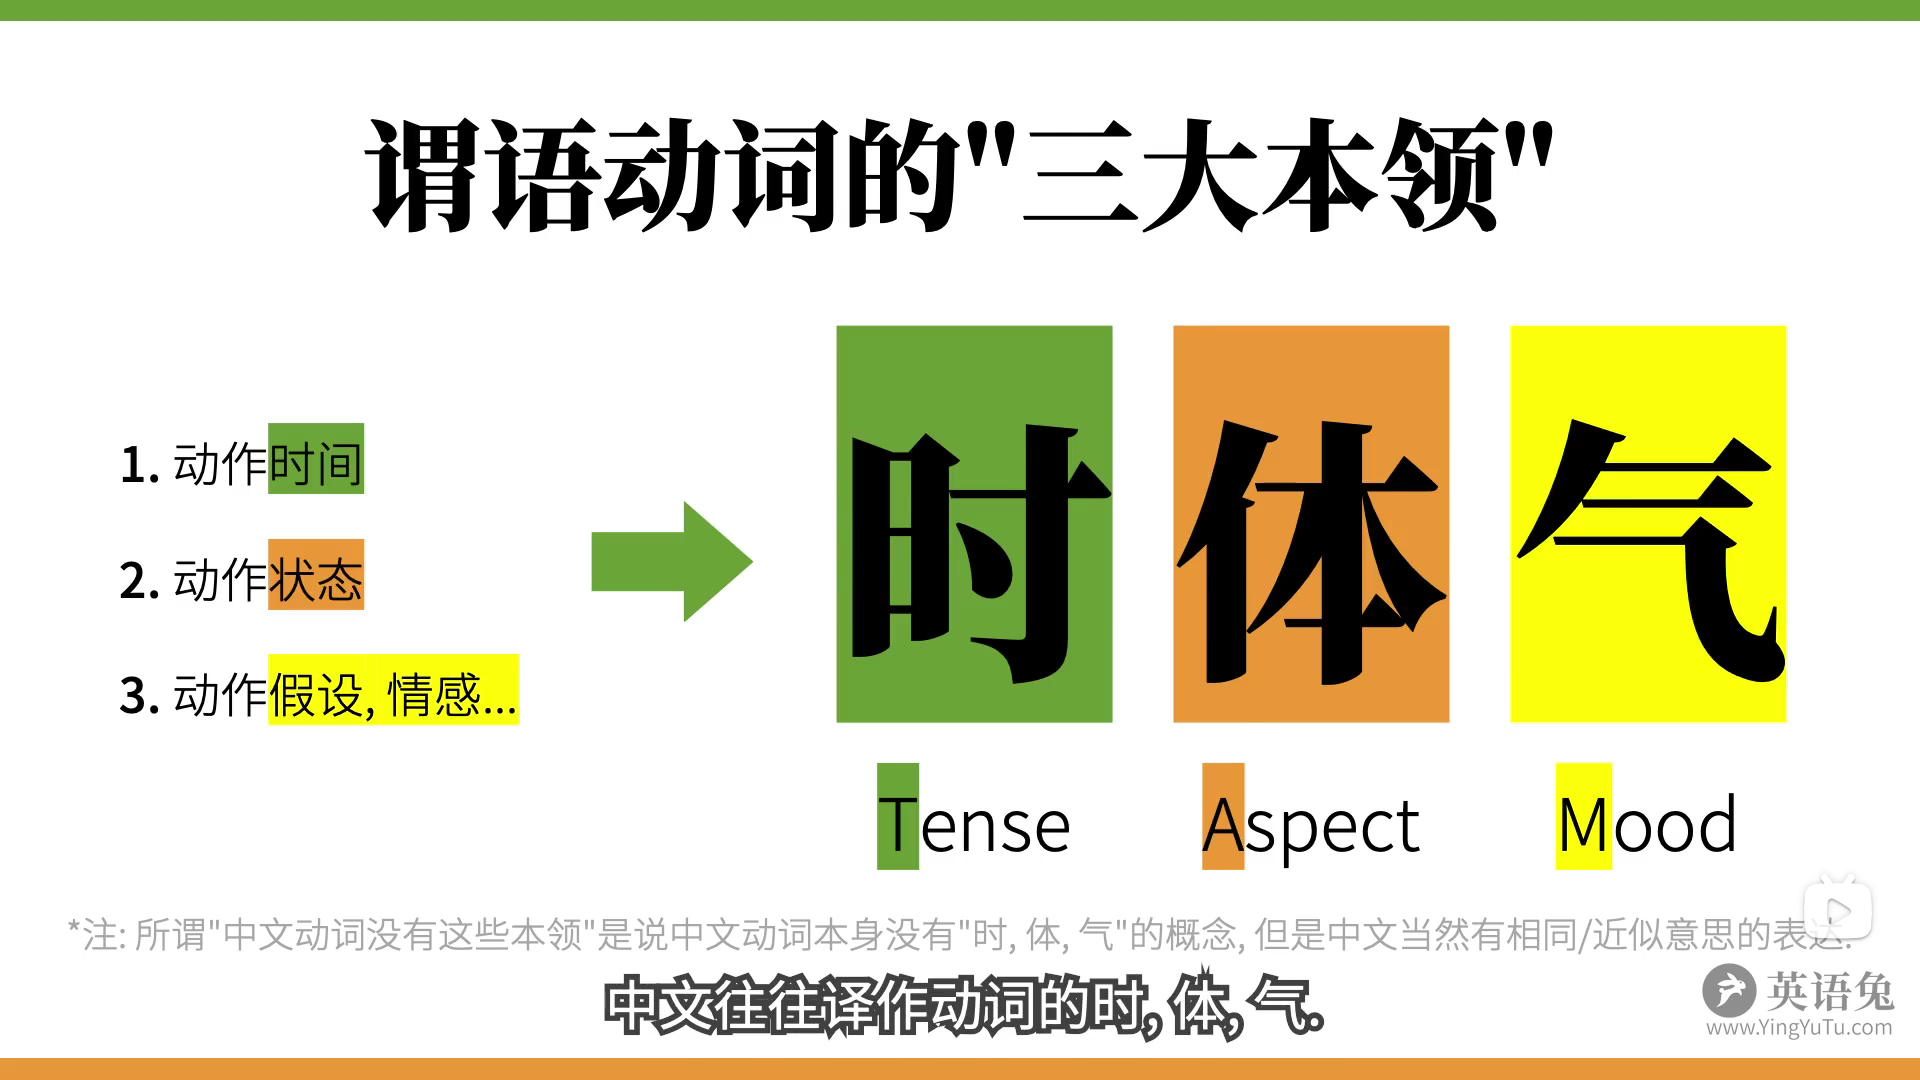 谓语动词的"三大本领"
1. 动作时间
2. 动作状态
3. 动作假设, 情感...
时 体 气
Tense Aspect Mood
*注: 所谓"中文动词没有这些本领"是说中文动词本身没有"时, 体, 气"的概念, 但是中文当然有相同/近似意思的表达.
中文往往译作动词的时, 体, 气.
英语兔
www.YingYuTu.com